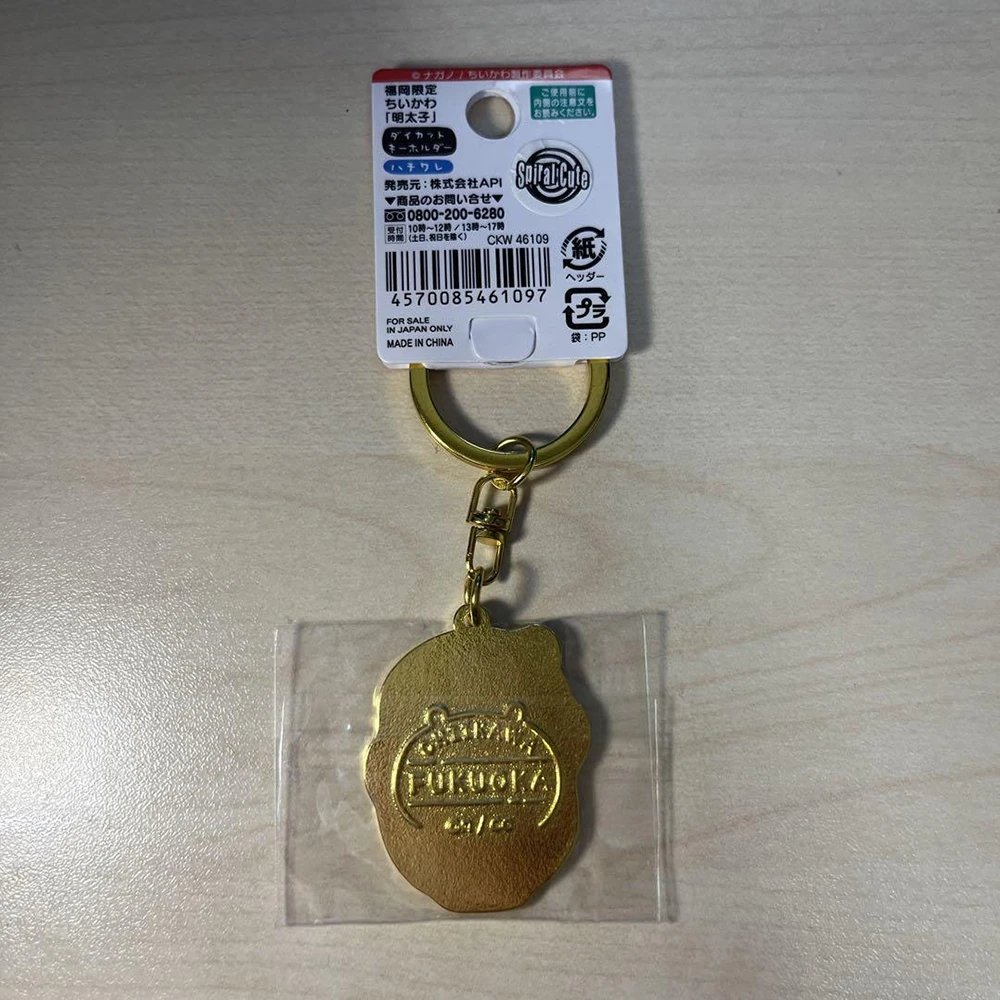 © ナガノ / ちいかわ製作委員会
福岡限定
ちいかわ
「明太子」
ダイカット
キーホルダー
ハチワレ
ご使用前に
内側の注意文を
お読みください。
Spiral Cute
発売元:株式会社API
▼商品のお問い合せ▼
0800-200-6280
受付時間 10時~12時 / 13時~17時
(土日、祝日を除く)
CKW 46109
4570085461097
紙
ヘッダー
プラ
袋:PP
FOR SALE
IN JAPAN ONLY
MADE IN CHINA
CHIIKAWA
FUKUOKA